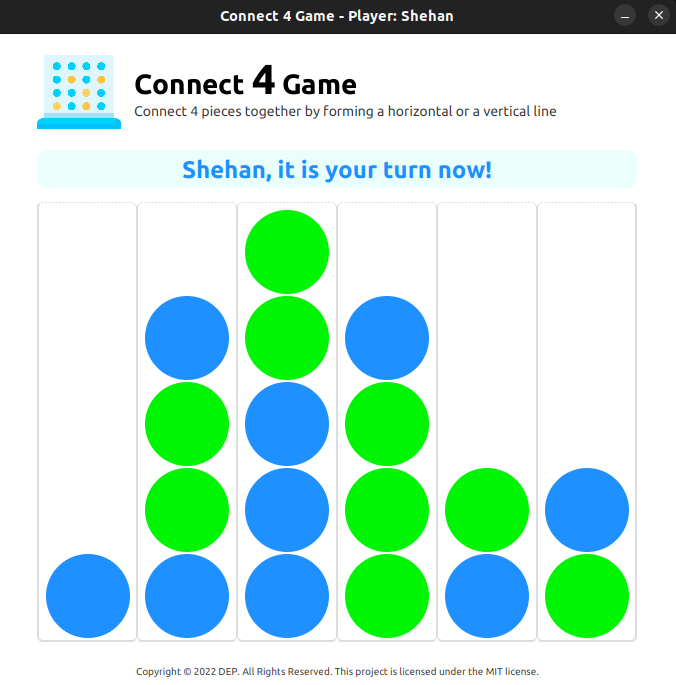 Connect 4 Game - Player: Shehan
Connect 4 Game
Connect 4 pieces together by forming a horizontal or a vertical line
Shehan, it is your turn now!
Copyright © 2022 DEP. All Rights Reserved. This project is licensed under the MIT license.